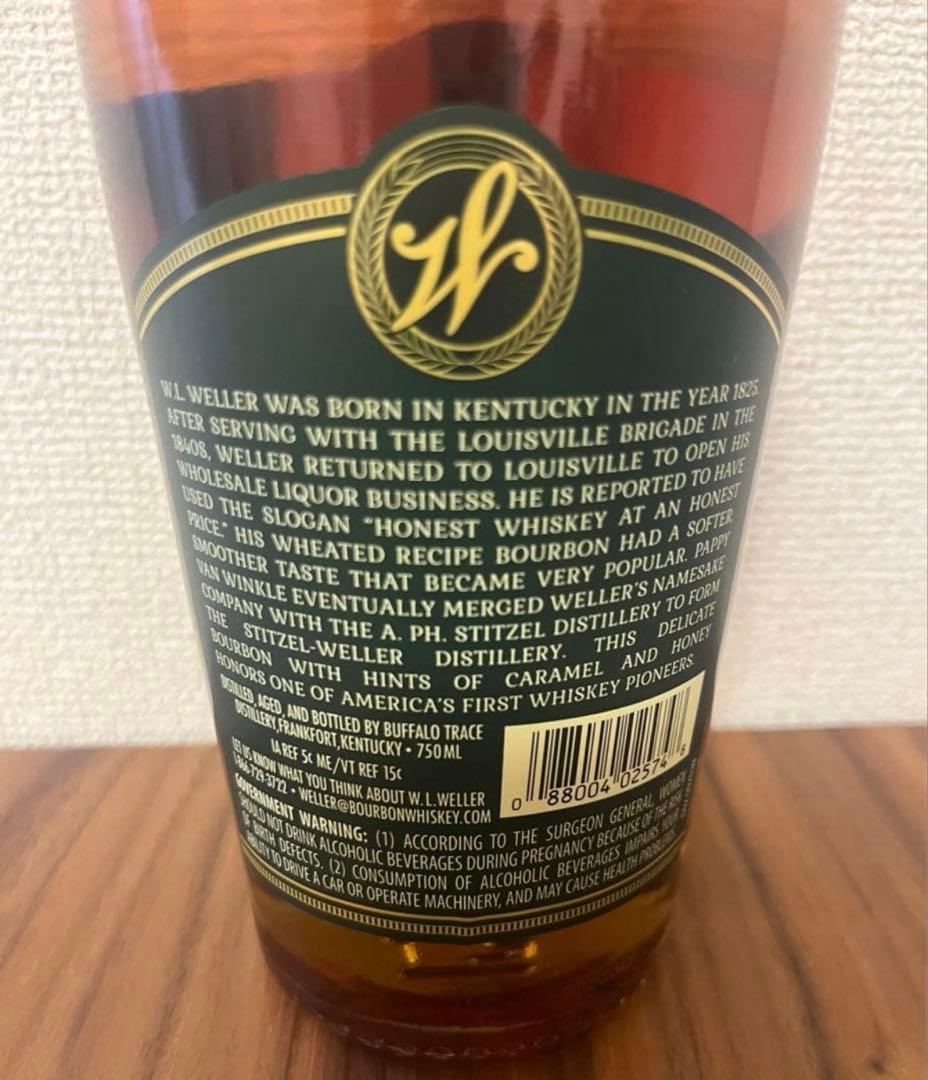 W
W.L. WELLER WAS BORN IN KENTUCKY IN THE YEAR 1825.
AFTER SERVING WITH THE LOUISVILLE BRIGADE IN THE
1840S, WELLER RETURNED TO LOUISVILLE TO OPEN HIS
WHOLESALE LIQUOR BUSINESS. HE IS REPORTED TO HAVE
USED THE SLOGAN "HONEST WHISKEY AT AN HONEST
PRICE." HIS WHEATED RECIPE BOURBON HAD A SOFTER,
SMOOTHER TASTE THAT BECAME VERY POPULAR. PAPPY
VAN WINKLE EVENTUALLY MERGED WELLER'S NAMESAKE
COMPANY WITH THE A. PH. STITZEL DISTILLERY TO FORM
THE STITZEL-WELLER DISTILLERY. THIS DELICATE
BOURBON WITH HINTS OF CARAMEL AND HONEY
HONORS ONE OF AMERICA'S FIRST WHISKEY PIONEERS.
DISTILLED, AGED, AND BOTTLED BY BUFFALO TRACE
DISTILLERY, FRANKFORT, KENTUCKY • 750 ML
IA REF 5¢ ME/VT REF 15¢
LET US KNOW WHAT YOU THINK ABOUT W. L. WELLER
1-866-729-3722 • WELLER@BOURBONWHISKEY.COM
0 88004 02574 8
GOVERNMENT WARNING: (1) ACCORDING TO THE SURGEON GENERAL, WOMEN
SHOULD NOT DRINK ALCOHOLIC BEVERAGES DURING PREGNANCY BECAUSE OF THE RISK
OF BIRTH DEFECTS. (2) CONSUMPTION OF ALCOHOLIC BEVERAGES IMPAIRS YOUR
ABILITY TO DRIVE A CAR OR OPERATE MACHINERY, AND MAY CAUSE HEALTH PROBLEMS.